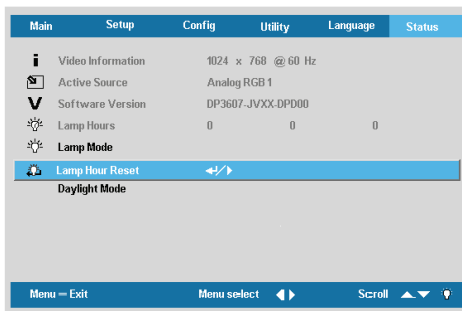 Main Setup Config Utility Language Status
Video Information 1024 x 768 @ 60 Hz
Active Source Analog RGB 1
Software Version DP3607-JVXX-DPD00
Lamp Hours 0 0 0
Lamp Mode
Lamp Hour Reset
Daylight Mode
Menu = Exit Menu select Scroll